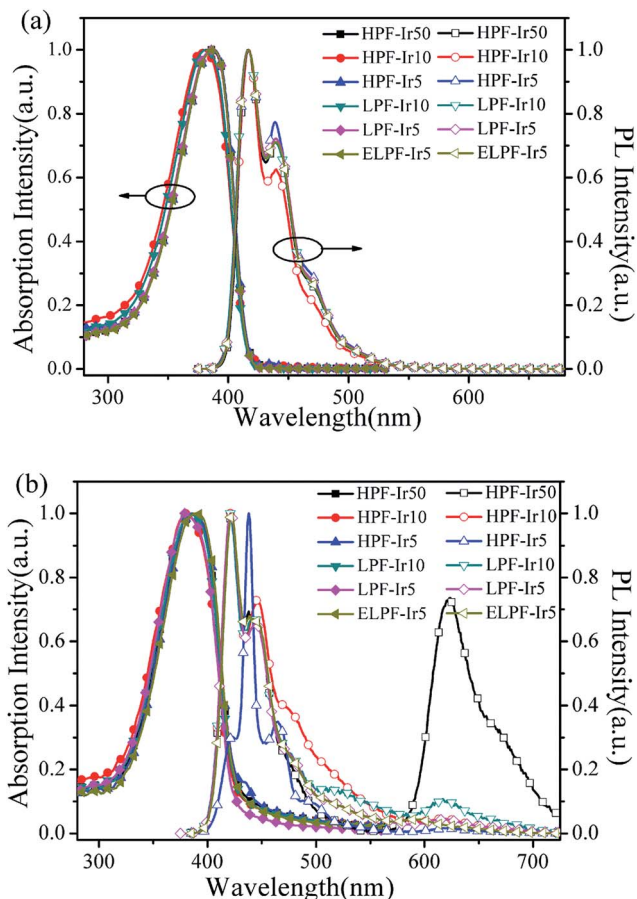 (a)
1.0
0.8
0.6
0.4
0.2
0.0
Absorption Intensity(a.u.)
HPF-Ir50 HPF-Ir50
HPF-Ir10 HPF-Ir10
HPF-Ir5 HPF-Ir5
LPF-Ir10 LPF-Ir10
LPF-Ir5 LPF-Ir5
ELPF-Ir5 ELPF-Ir5
1.0
0.8
0.6
0.4
0.2
0.0
PL Intensity(a.u.)
300 400 500 600
Wavelength(nm)
(b)
1.0
0.8
0.6
0.4
0.2
0.0
Absorption Intensity(a.u.)
HPF-Ir50 HPF-Ir50
HPF-Ir10 HPF-Ir10
HPF-Ir5 HPF-Ir5
LPF-Ir10 LPF-Ir10
LPF-Ir5 LPF-Ir5
ELPF-Ir5 ELPF-Ir5
1.0
0.8
0.6
0.4
0.2
0.0
PL Intensity(a.u.)
300 400 500 600 700
Wavelength(nm)